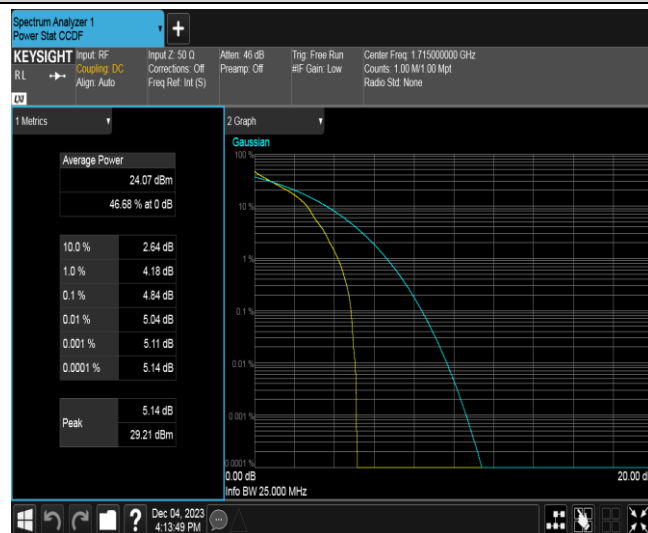 Spectrum Analyzer 1
Power Stat CCDF
+
KEYSIGHT Input: RF Input Z: 50 Ω Atten: 46 dB Trig: Free Run Center Freq: 1.715000000 GHz
RL Coupling: DC Corrections: Off Preamp: Off #IF Gain: Low Counts: 1.00 M/1.00 Mpt
Align: Auto Freq Ref: Int (S) Radio Std: None
LXI
1 Metrics
Average Power
24.07 dBm
46.68 % at 0 dB
10.0 % 2.64 dB
1.0 % 4.18 dB
0.1 % 4.84 dB
0.01 % 5.04 dB
0.001 % 5.11 dB
0.0001 % 5.14 dB
Peak 5.14 dB
29.21 dBm
2 Graph
Gaussian
100 %
10 %
1 %
0.1 %
0.01 %
0.001 %
0.0001 %
0.00 dB 20.00 d
Info BW 25.000 MHz
? Dec 04, 2023
4:13:49 PM